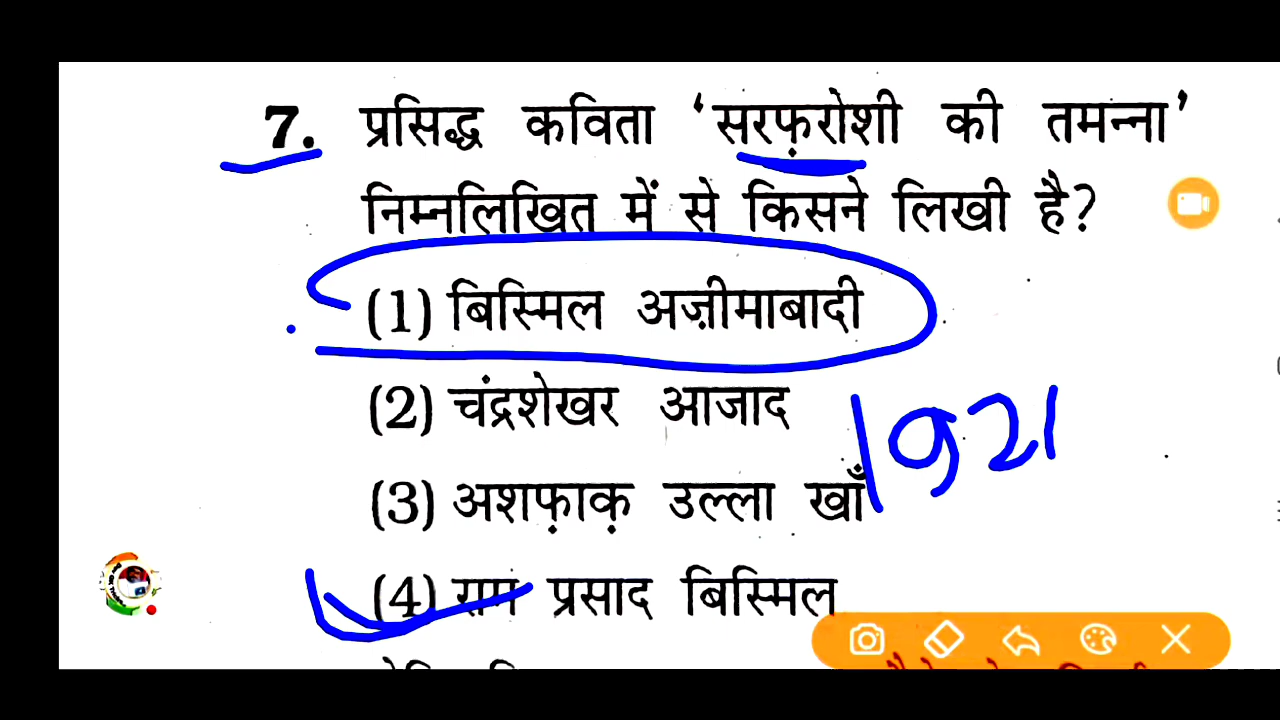 7. प्रसिद्ध कविता 'सरफ़रोशी की तमन्ना'
निम्नलिखित में से किसने लिखी है?
(1) बिस्मिल अज़ीमाबादी
(2) चंद्रशेखर आजाद
1921
(3) अशफ़ाक़ उल्ला खाँ
(4) राम प्रसाद बिस्मिल